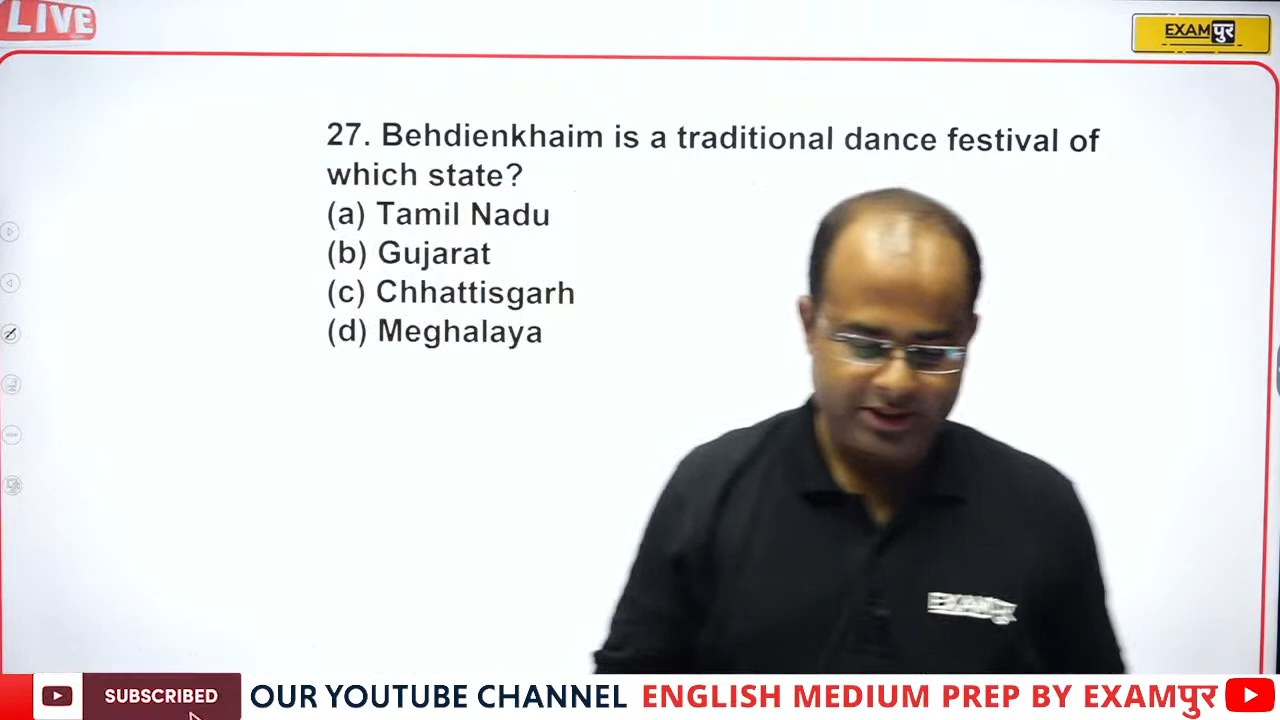 LIVE
EXAMपुर
27. Behdienkhaim is a traditional dance festival of
which state?
(a) Tamil Nadu
(b) Gujarat
(c) Chhattisgarh
(d) Meghalaya
EXAMपुर
SUBSCRIBED
OUR YOUTUBE CHANNEL ENGLISH MEDIUM PREP BY EXAMपुर